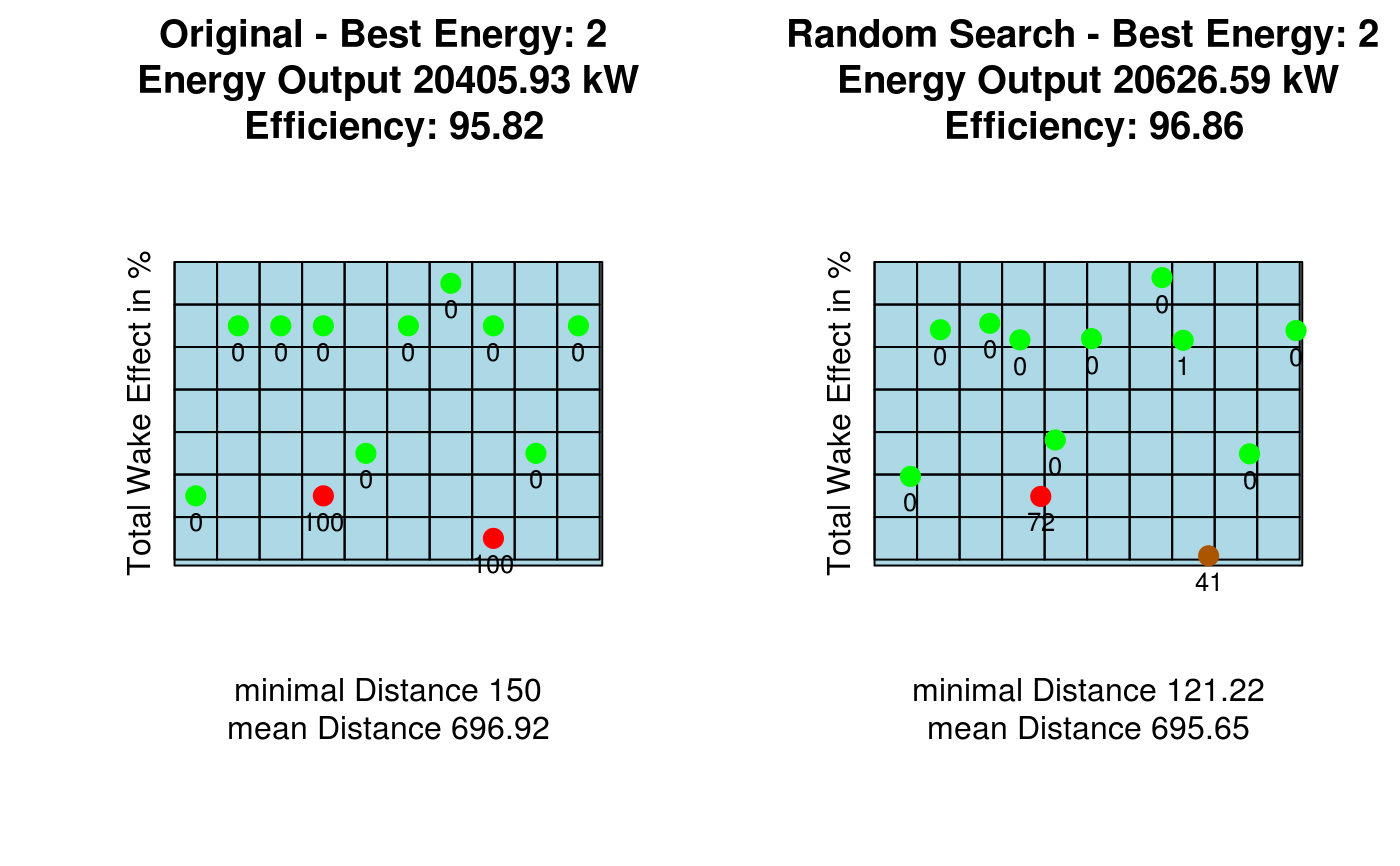 Original - Best Energy: 2
Energy Output 20405.93 kW
Efficiency: 95.82
Total Wake Effect in %
0
0 0 0 0 0 0
0 0
0 100
100
minimal Distance 150
mean Distance 696.92
Random Search - Best Energy: 2
Energy Output 20626.59 kW
Efficiency: 96.86
Total Wake Effect in %
0
0 0 0 0 1 0
0 0
0 72
41
minimal Distance 121.22
mean Distance 695.65